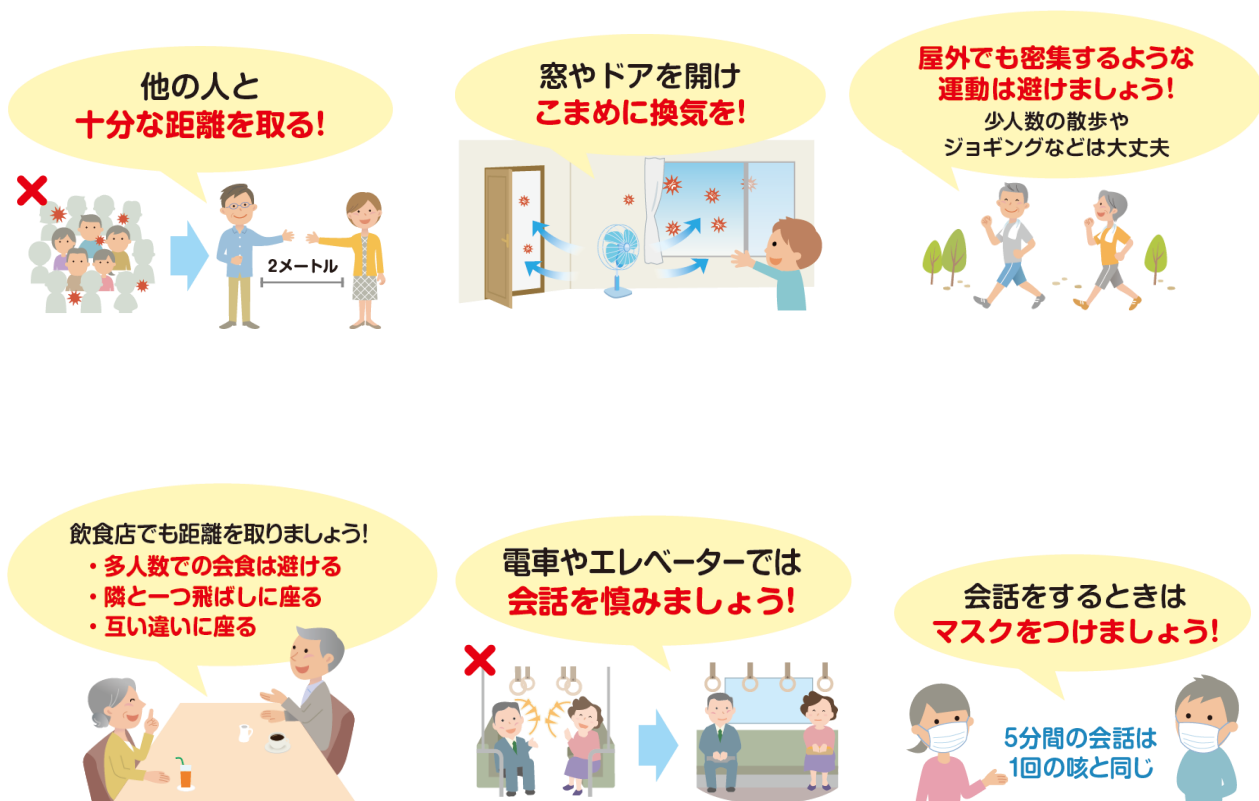 他の人と
十分な距離を取る!
2メートル
窓やドアを開け
こまめに換気を!
屋外でも密集するような
運動は避けましょう!
少人数の散歩や
ジョギングなどは大丈夫
飲食店でも距離を取りましょう!
・多人数での会食は避ける
・隣と一つ飛ばしに座る
・互い違いに座る
電車やエレベーターでは
会話を慎みましょう!
会話をするときは
マスクをつけましょう!
5分間の会話は
1回の咳と同じ